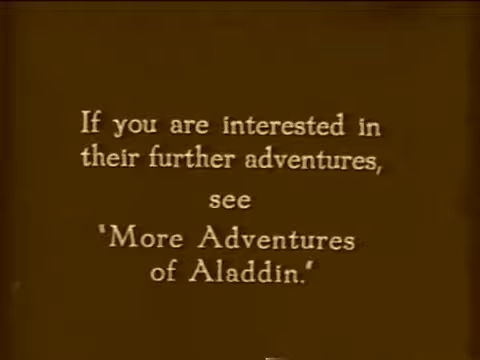 If you are interested in
their further adventures,
see
'More Adventures
of Aladdin.'